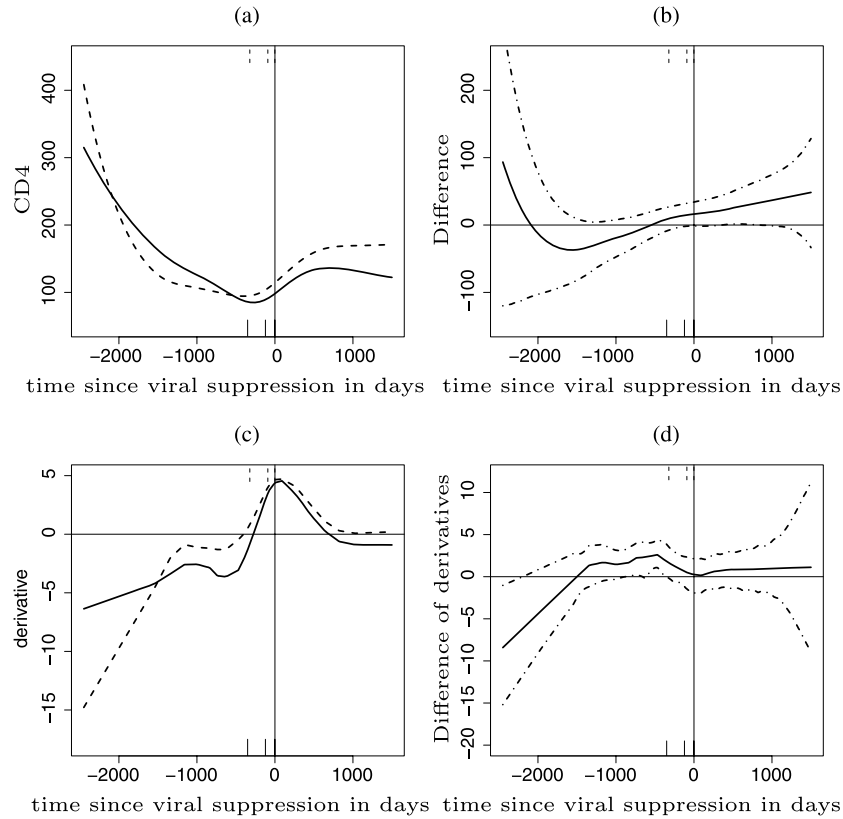 (a)
(b)
CD4
100 200 300 400
−2000 −1000 0 1000
time since viral suppression in days
Difference
−100 0 100 200
−2000 −1000 0 1000
time since viral suppression in days
(c)
(d)
derivative
−15 −10 −5 0 5
−2000 −1000 0 1000
time since viral suppression in days
Difference of derivatives
−20 −15 −10 −5 0 5 10
−2000 −1000 0 1000
time since viral suppression in days